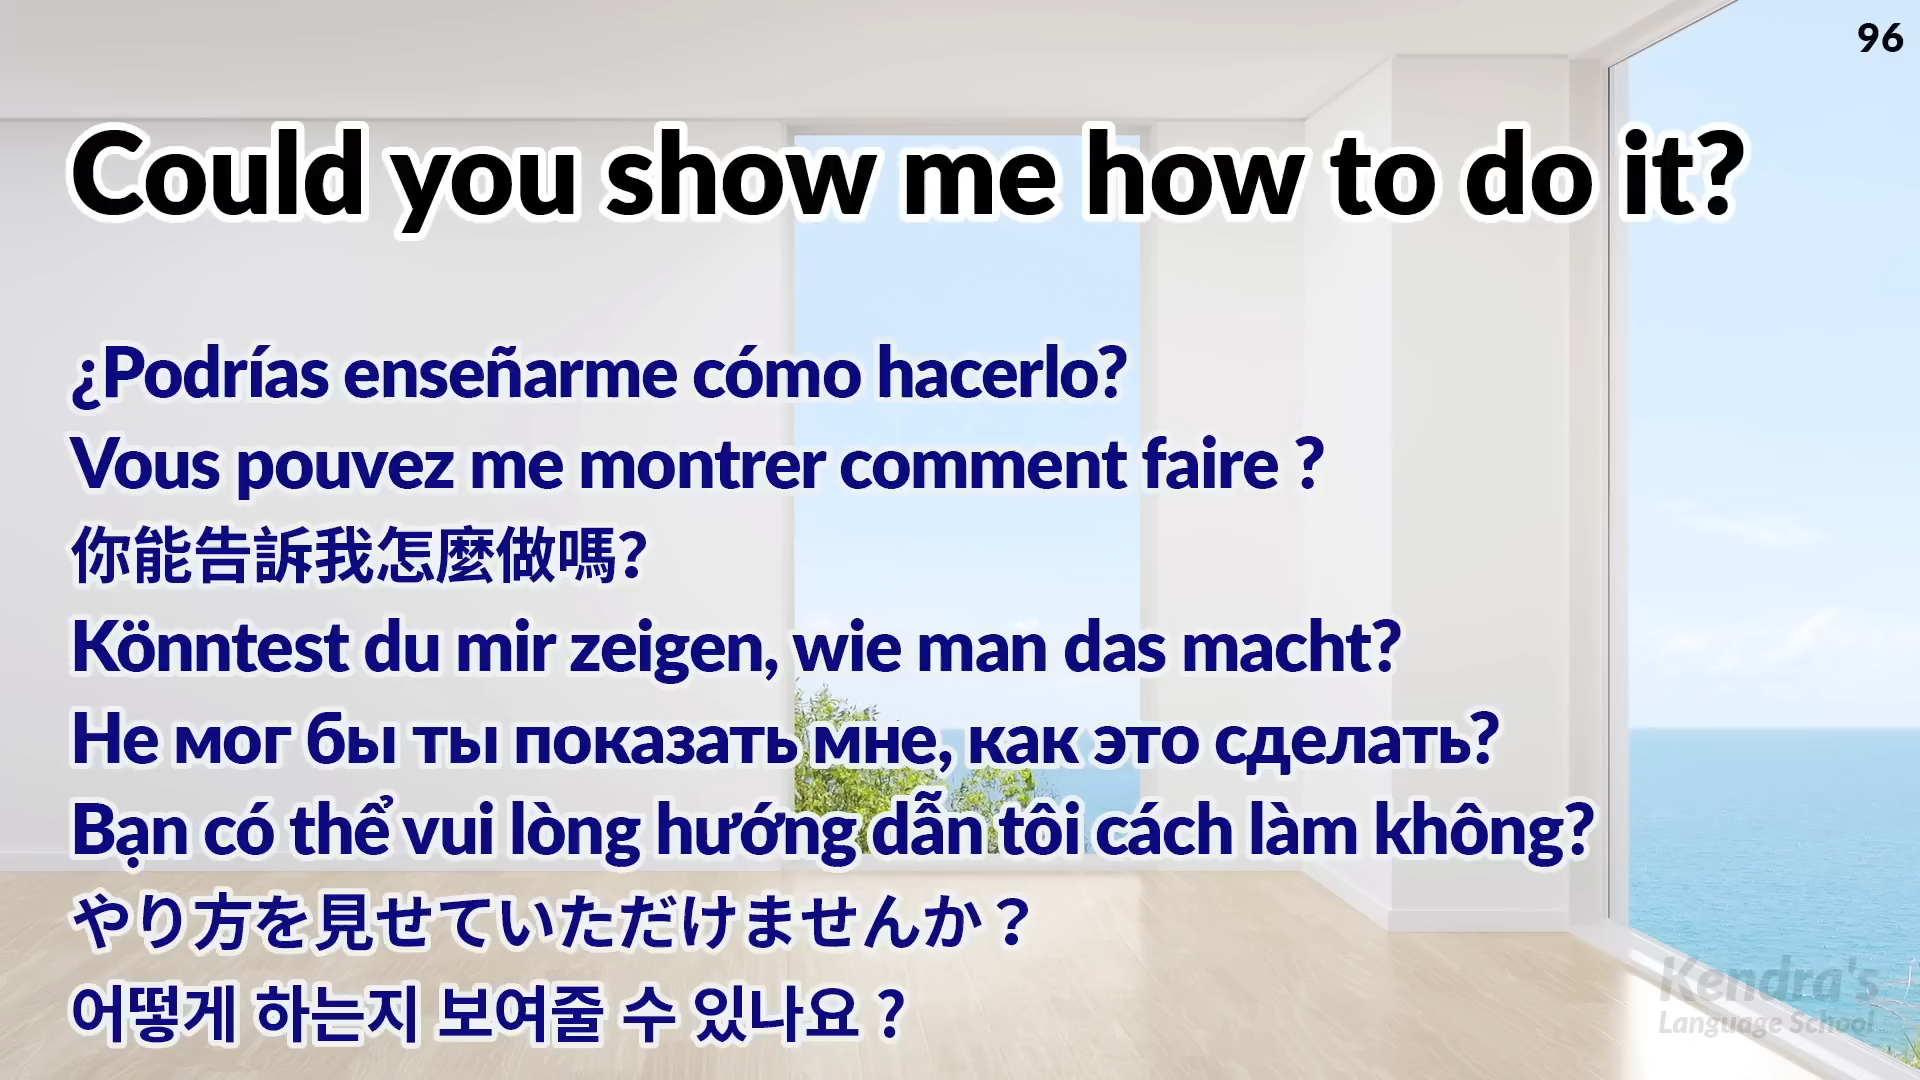 96
Could you show me how to do it?
¿Podrías enseñarme cómo hacerlo?
Vous pouvez me montrer comment faire ?
你能告訴我怎麼做嗎？
Könntest du mir zeigen, wie man das macht?
Не мог бы ты показать мне, как это сделать?
Bạn có thể vui lòng hướng dẫn tôi cách làm không?
やり方を見せていただけませんか？
어떻게 하는지 보여줄 수 있나요 ?
Kendra's
Language School